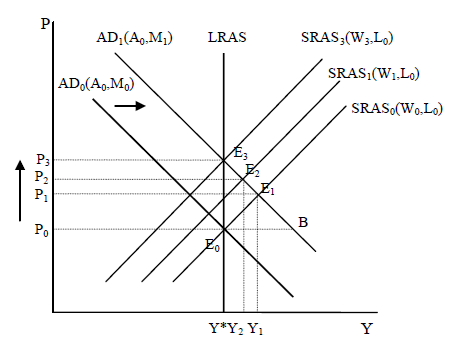 P
AD₁(A₀,M₁) LRAS SRAS₃(W₃,L₀)
SRAS₁(W₁,L₀)
AD₀(A₀,M₀)
SRAS₀(W₀,L₀)
E₃
P₃
E₂
P₂
E₁
P₁
B
P₀
E₀
Y*Y₂ Y₁ Y